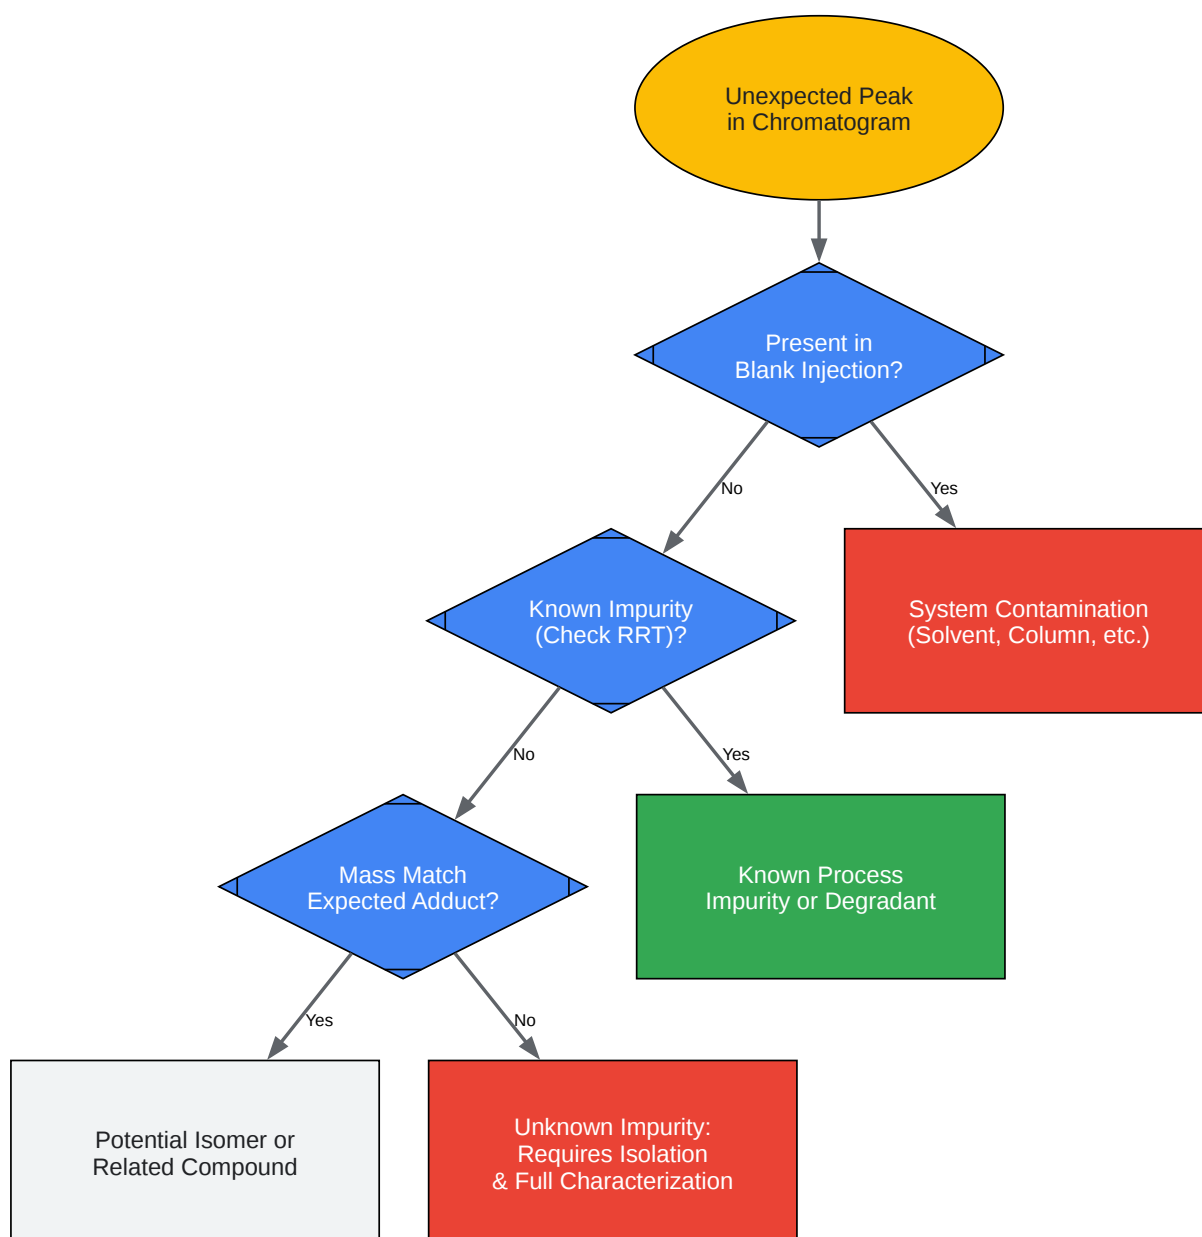 Unexpected Peak
in Chromatogram
Present in
Blank Injection?
No
Yes
Known Impurity
(Check RRT)?
System Contamination
(Solvent, Column, etc.)
No
Yes
Mass Match
Expected Adduct?
Known Process
Impurity or Degradant
Yes
No
Potential Isomer or
Related Compound
Unknown Impurity:
Requires Isolation
& Full Characterization